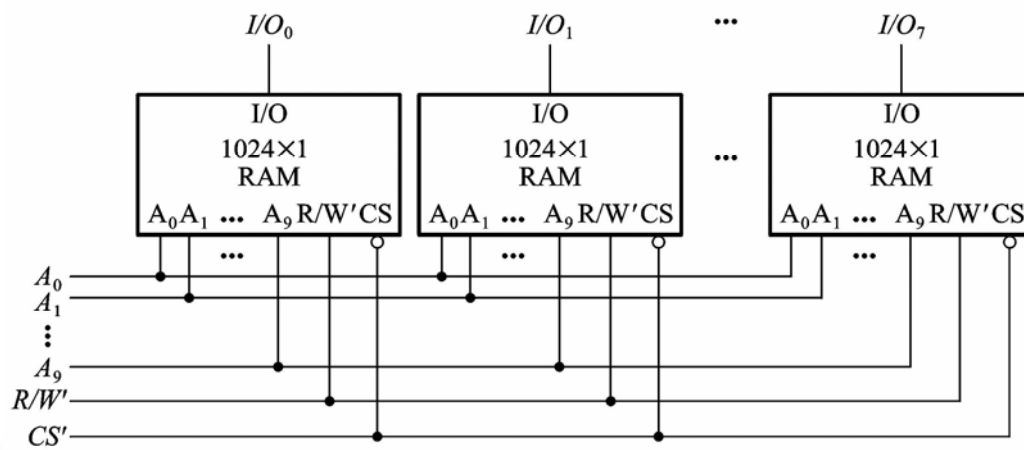 I/O₀ I/O₁ ••• I/O₇
I/O I/O I/O
1024×1 1024×1 ••• 1024×1
RAM RAM RAM
A₀A₁ ••• A₉ R/W′CS A₀A₁ ••• A₉ R/W′CS A₀A₁ ••• A₉ R/W′CS
••• ••• •••
A₀
A₁
⋮
A₉
R/W′
CS′